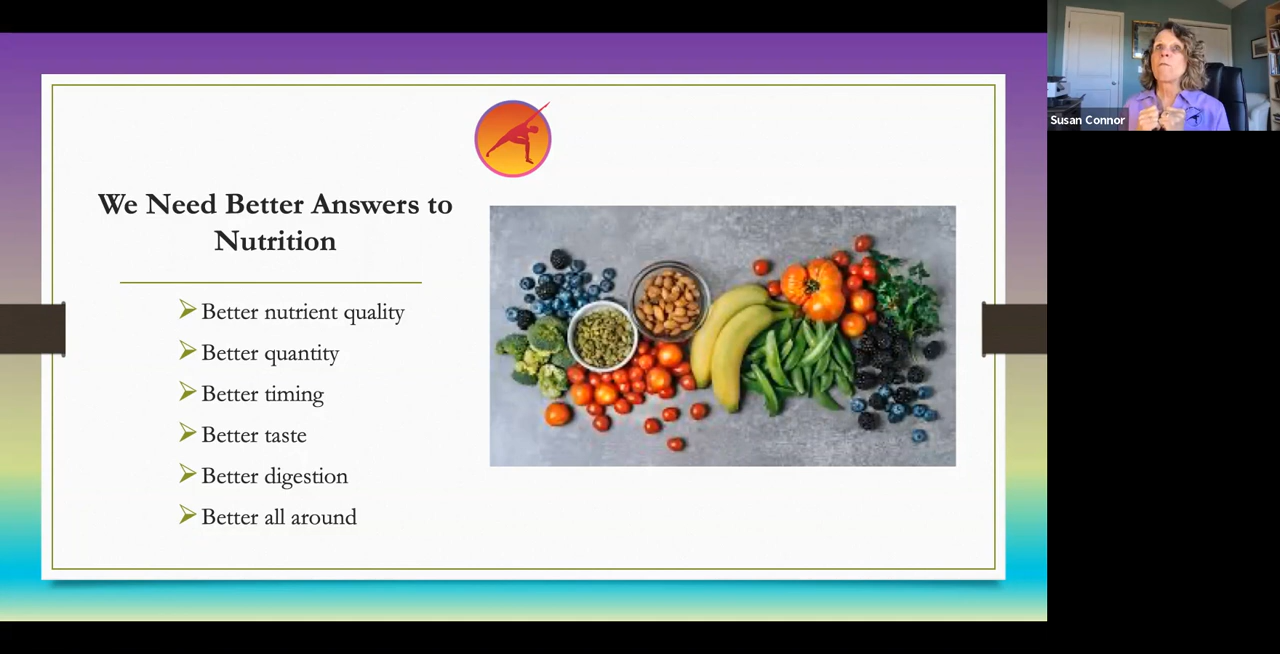 We Need Better Answers to
Nutrition
Better nutrient quality
Better quantity
Better timing
Better taste
Better digestion
Better all around
Susan Connor